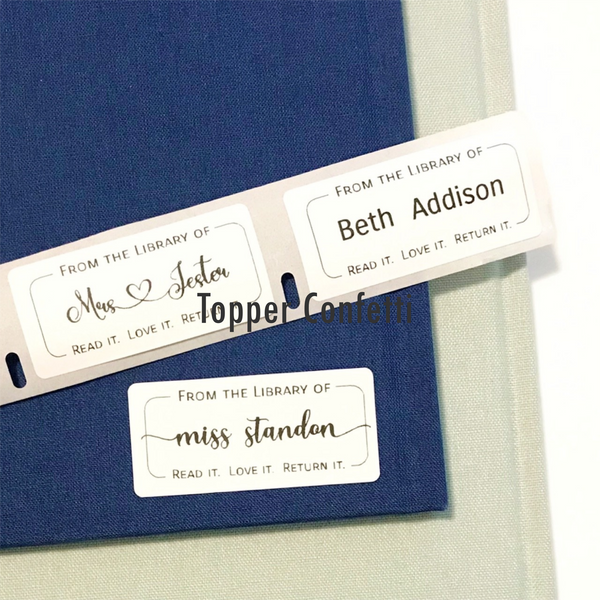 FROM THE LIBRARY OF
Beth Addison
READ IT. LOVE IT. RETURN IT.
FROM THE LIBRARY OF
Mrs Jester
READ IT. LOVE IT. RETURN IT.
Topper Confetti
FROM THE LIBRARY OF
miss standon
READ IT. LOVE IT. RETURN IT.